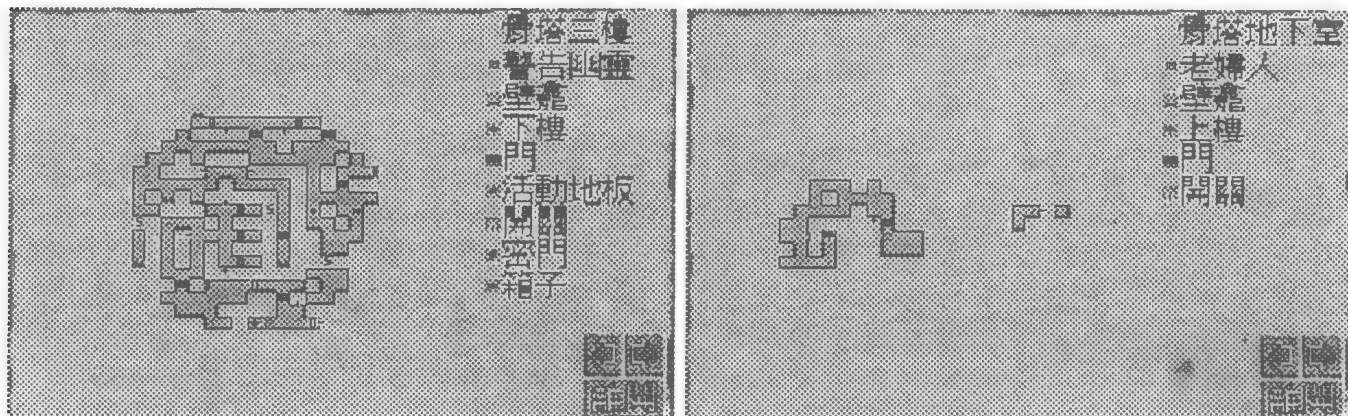 塔三樓
警告幽靈
壁龕
下樓
門
活動地板
開關
密門
箱子
塔地下室
老婦人
壁龕
上樓
門
開關